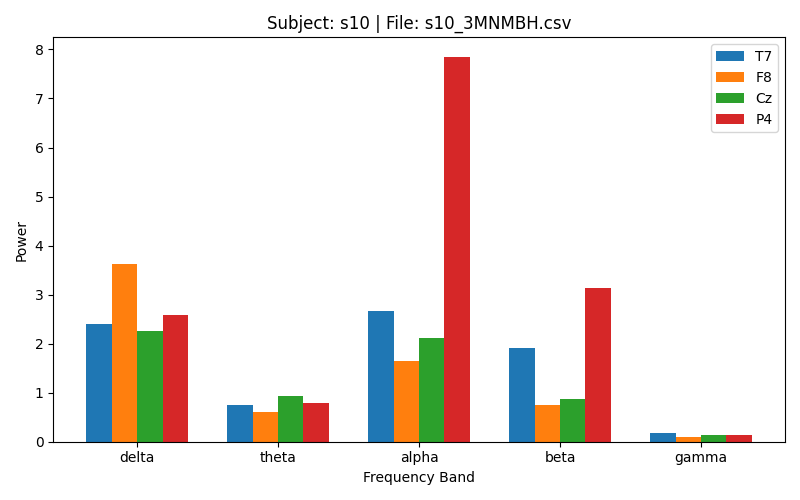 Subject: s10 | File: s10_3MNMBH.csv
T7
F8
Cz
P4
Power
8
7
6
5
4
3
2
1
0
delta theta alpha beta gamma
Frequency Band